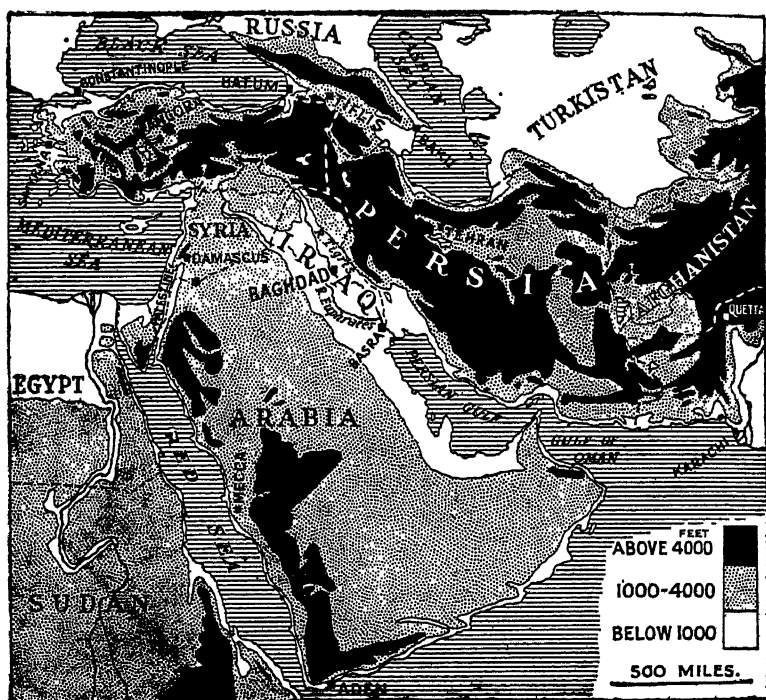 RUSSIA
BLACK SEA
CASPIAN SEA
CONSTANTINOPLE
BATUM
TIFLIS
BAKU
TURKISTAN
ANGORA
SMYRNA
MEDITERRANEAN SEA
SYRIA
DAMASCUS
PALESTINE
IRAQ
R. Tigris
BAGHDAD
R. Euphrates
BASRA
PERSIA
TEHRAN
AFGHANISTAN
QUETTA
EGYPT
ARABIA
PERSIAN GULF
GULF OF OMAN
KARACHI
RED SEA
MECCA
SUDAN
ADEN
FEET
ABOVE 4000
1000-4000
BELOW 1000
500 MILES.